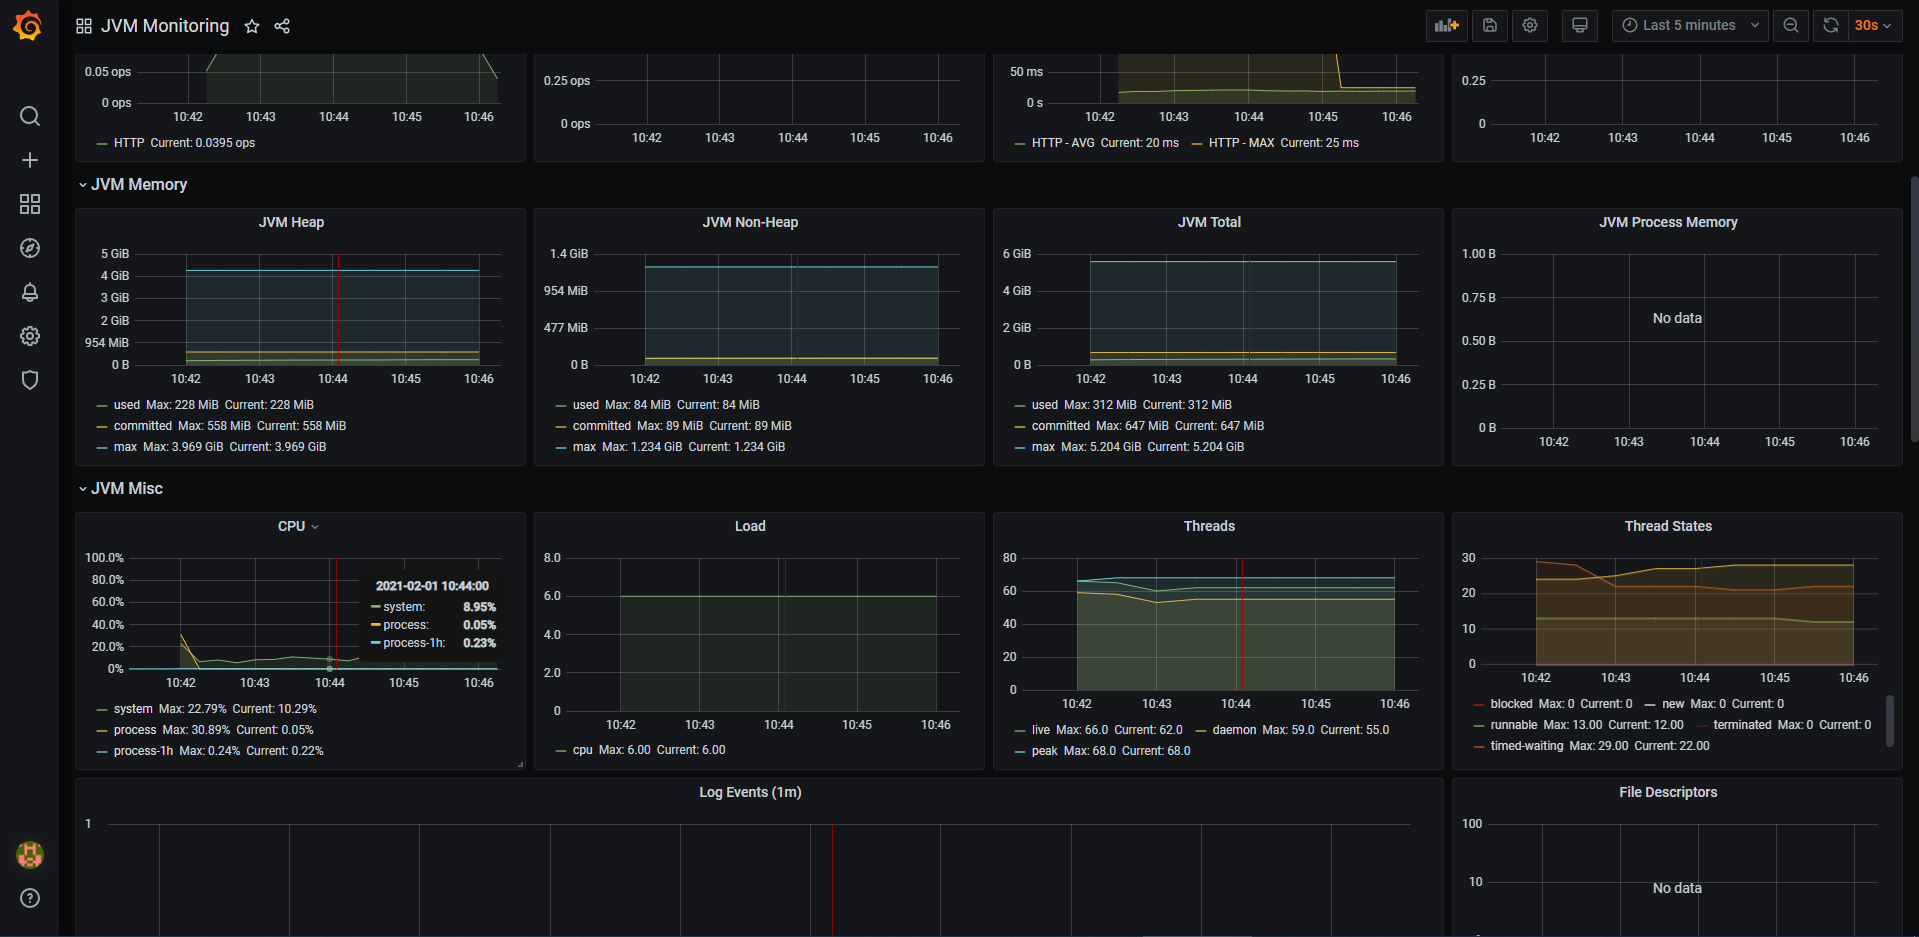 JVM Monitoring
Last 5 minutes
30s
0.05 ops
0 ops
10:42 10:43 10:44 10:45 10:46
HTTP Current: 0.0395 ops
0.25 ops
0 ops
10:42 10:43 10:44 10:45 10:46
50 ms
0 s
10:42 10:43 10:44 10:45 10:46
HTTP - AVG Current: 20 ms HTTP - MAX Current: 25 ms
0.25
0
10:42 10:43 10:44 10:45 10:46
JVM Memory
JVM Heap
5 GiB
4 GiB
3 GiB
2 GiB
954 MiB
0 B
10:42 10:43 10:44 10:45 10:46
used Max: 228 MiB Current: 228 MiB
committed Max: 558 MiB Current: 558 MiB
max Max: 3.969 GiB Current: 3.969 GiB
JVM Non-Heap
1.4 GiB
954 MiB
477 MiB
0 B
10:42 10:43 10:44 10:45 10:46
used Max: 84 MiB Current: 84 MiB
committed Max: 89 MiB Current: 89 MiB
max Max: 1.234 GiB Current: 1.234 GiB
JVM Total
6 GiB
4 GiB
2 GiB
0 B
10:42 10:43 10:44 10:45 10:46
used Max: 312 MiB Current: 312 MiB
committed Max: 647 MiB Current: 647 MiB
max Max: 5.204 GiB Current: 5.204 GiB
JVM Process Memory
1.00 B
0.75 B
No data
0.50 B
0.25 B
0 B
10:42 10:43 10:44 10:45 10:46
JVM Misc
CPU
100.0%
80.0%
60.0%
40.0%
20.0%
0%
10:42 10:43 10:44 10:45 10:46
2021-02-01 10:44:00
system: 8.95%
process: 0.05%
process-1h: 0.23%
system Max: 22.79% Current: 10.29%
process Max: 30.89% Current: 0.05%
process-1h Max: 0.24% Current: 0.22%
Load
8.0
6.0
4.0
2.0
0
10:42 10:43 10:44 10:45 10:46
cpu Max: 6.00 Current: 6.00
Threads
80
60
40
20
0
10:42 10:43 10:44 10:45 10:46
live Max: 66.0 Current: 62.0 daemon Max: 59.0 Current: 55.0
peak Max: 68.0 Current: 68.0
Thread States
30
20
10
0
10:42 10:43 10:44 10:45 10:46
blocked Max: 0 Current: 0 new Max: 0 Current: 0
runnable Max: 13.00 Current: 12.00 terminated Max: 0 Current: 0
timed-waiting Max: 29.00 Current: 22.00
Log Events (1m)
1
File Descriptors
100
10
No data